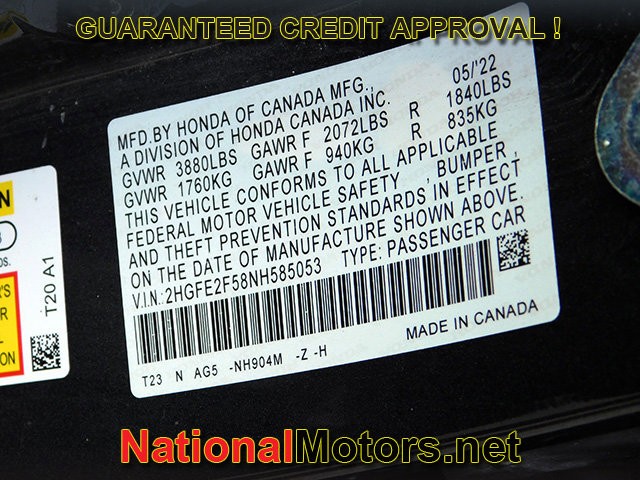 GUARANTEED CREDIT APPROVAL !
MFD.BY HONDA OF CANADA MFG., 05/'22
A DIVISION OF HONDA CANADA INC.
GVWR 3880LBS GAWR F 2072LBS R 1840LBS
GVWR 1760KG GAWR F 940KG R 835KG
THIS VEHICLE CONFORMS TO ALL APPLICABLE
FEDERAL MOTOR VEHICLE SAFETY , BUMPER,
AND THEFT PREVENTION STANDARDS IN EFFECT
ON THE DATE OF MANUFACTURE SHOWN ABOVE.
V.I.N.:2HGFE2F58NH585053 TYPE: PASSENGER CAR
T23 N AG5 -NH904M -Z -H MADE IN CANADA
T20 A1
NationalMotors.net